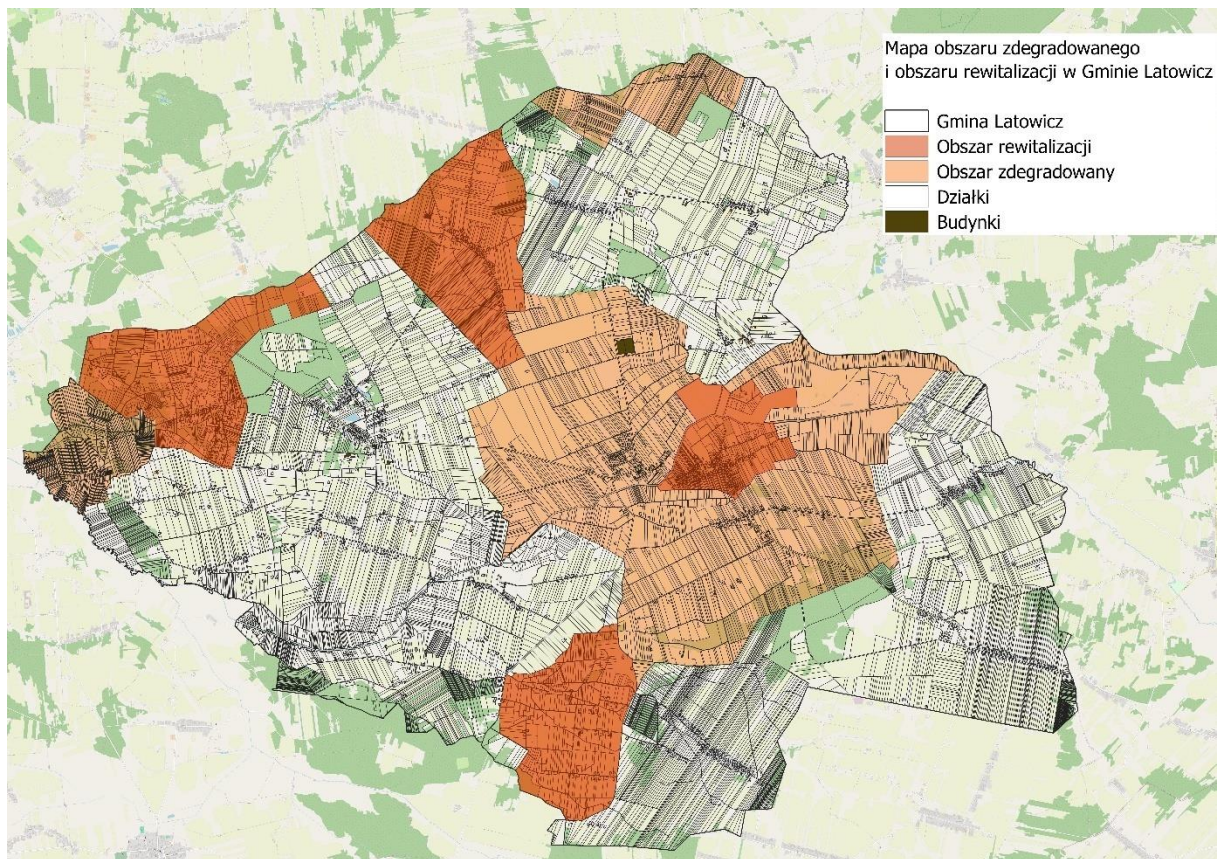 Mapa obszaru zdegradowanego
i obszaru rewitalizacji w Gminie Latowicz
Gmina Latowicz
Obszar rewitalizacji
Obszar zdegradowany
Działki
Budynki